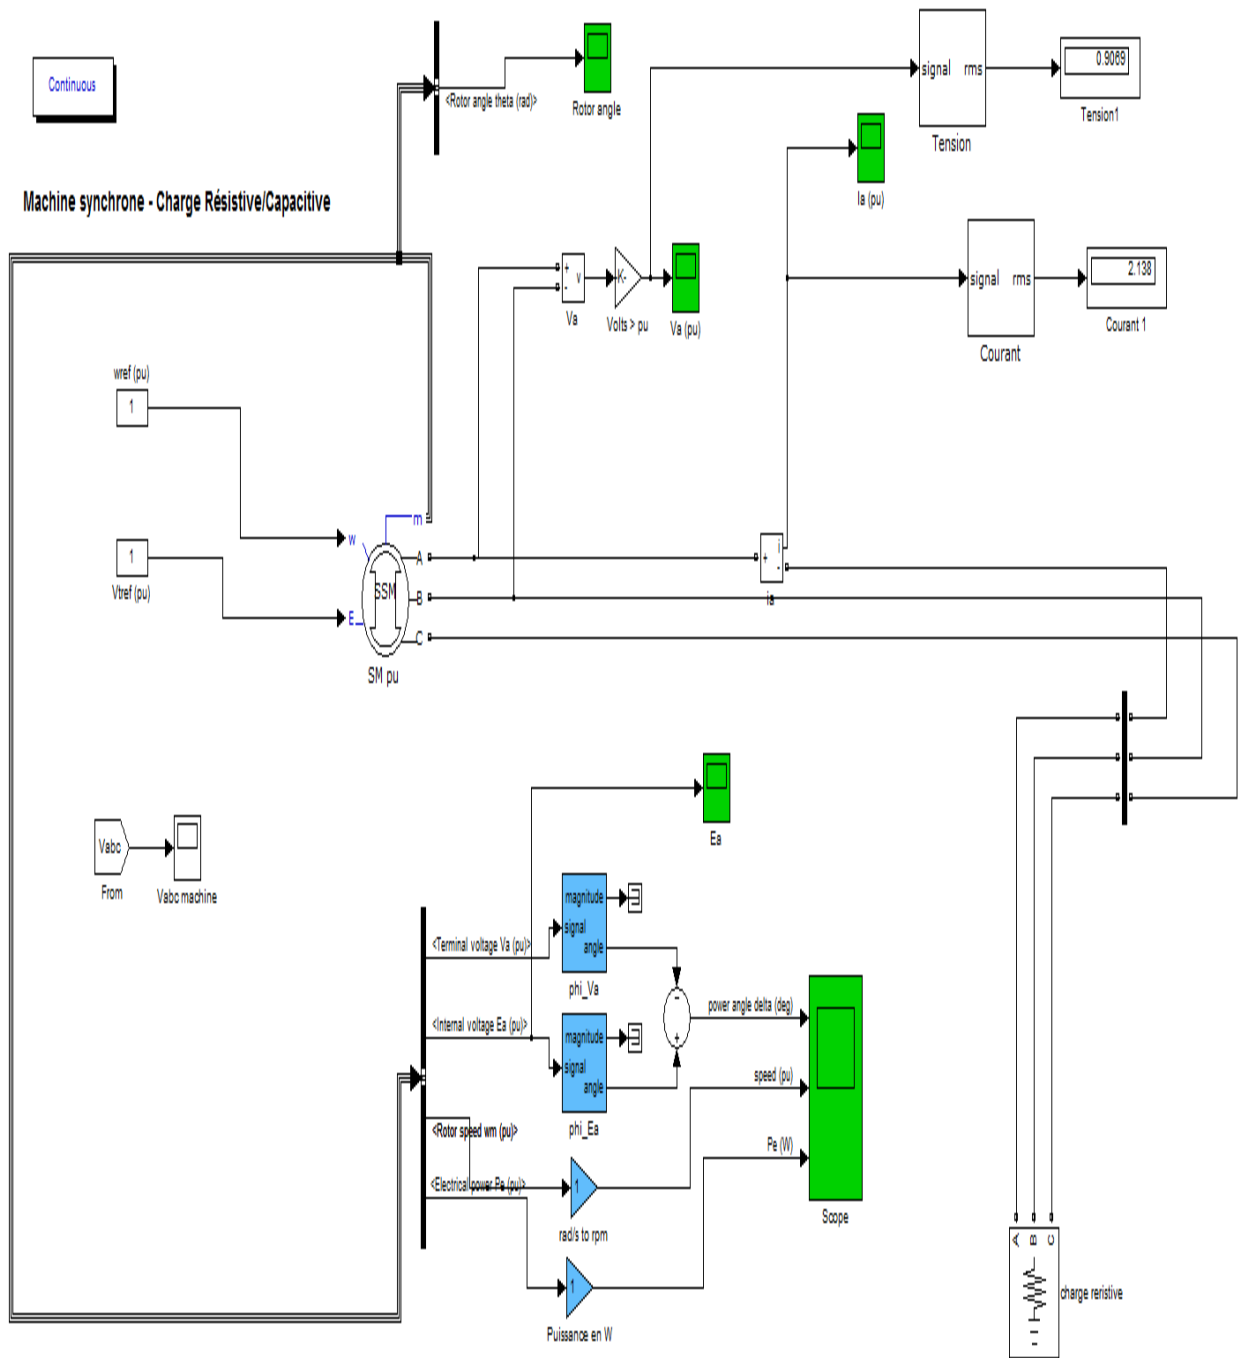 Continuous
<Rotor angle theta (rad)>
Rotor angle
signal rms
Tension
0.9069
Tension1
Ia (pu)
Machine synchrone - Charge Résistive/Capacitive
+
-
v
Va
-K-
Volts > pu
Va (pu)
signal rms
Courant
2.138
Courant 1
wref (pu)
1
1
Vtref (pu)
w
E
m
A
B
C
SSM
SM pu
+
i
-
ia
Vabc
From
Vabc machine
Ea
<Terminal voltage Va (pu)>
magnitude
signal
angle
phi_Va
<Internal voltage Ea (pu)>
magnitude
signal
angle
phi_Ea
-
+
power angle delta (deg)
speed (pu)
Pe (W)
Scope
<Rotor speed wm (pu)>
<Electrical power Pe (pu)>
1
rad/s to rpm
1
Puissance en W
A
B
C
charge reristive